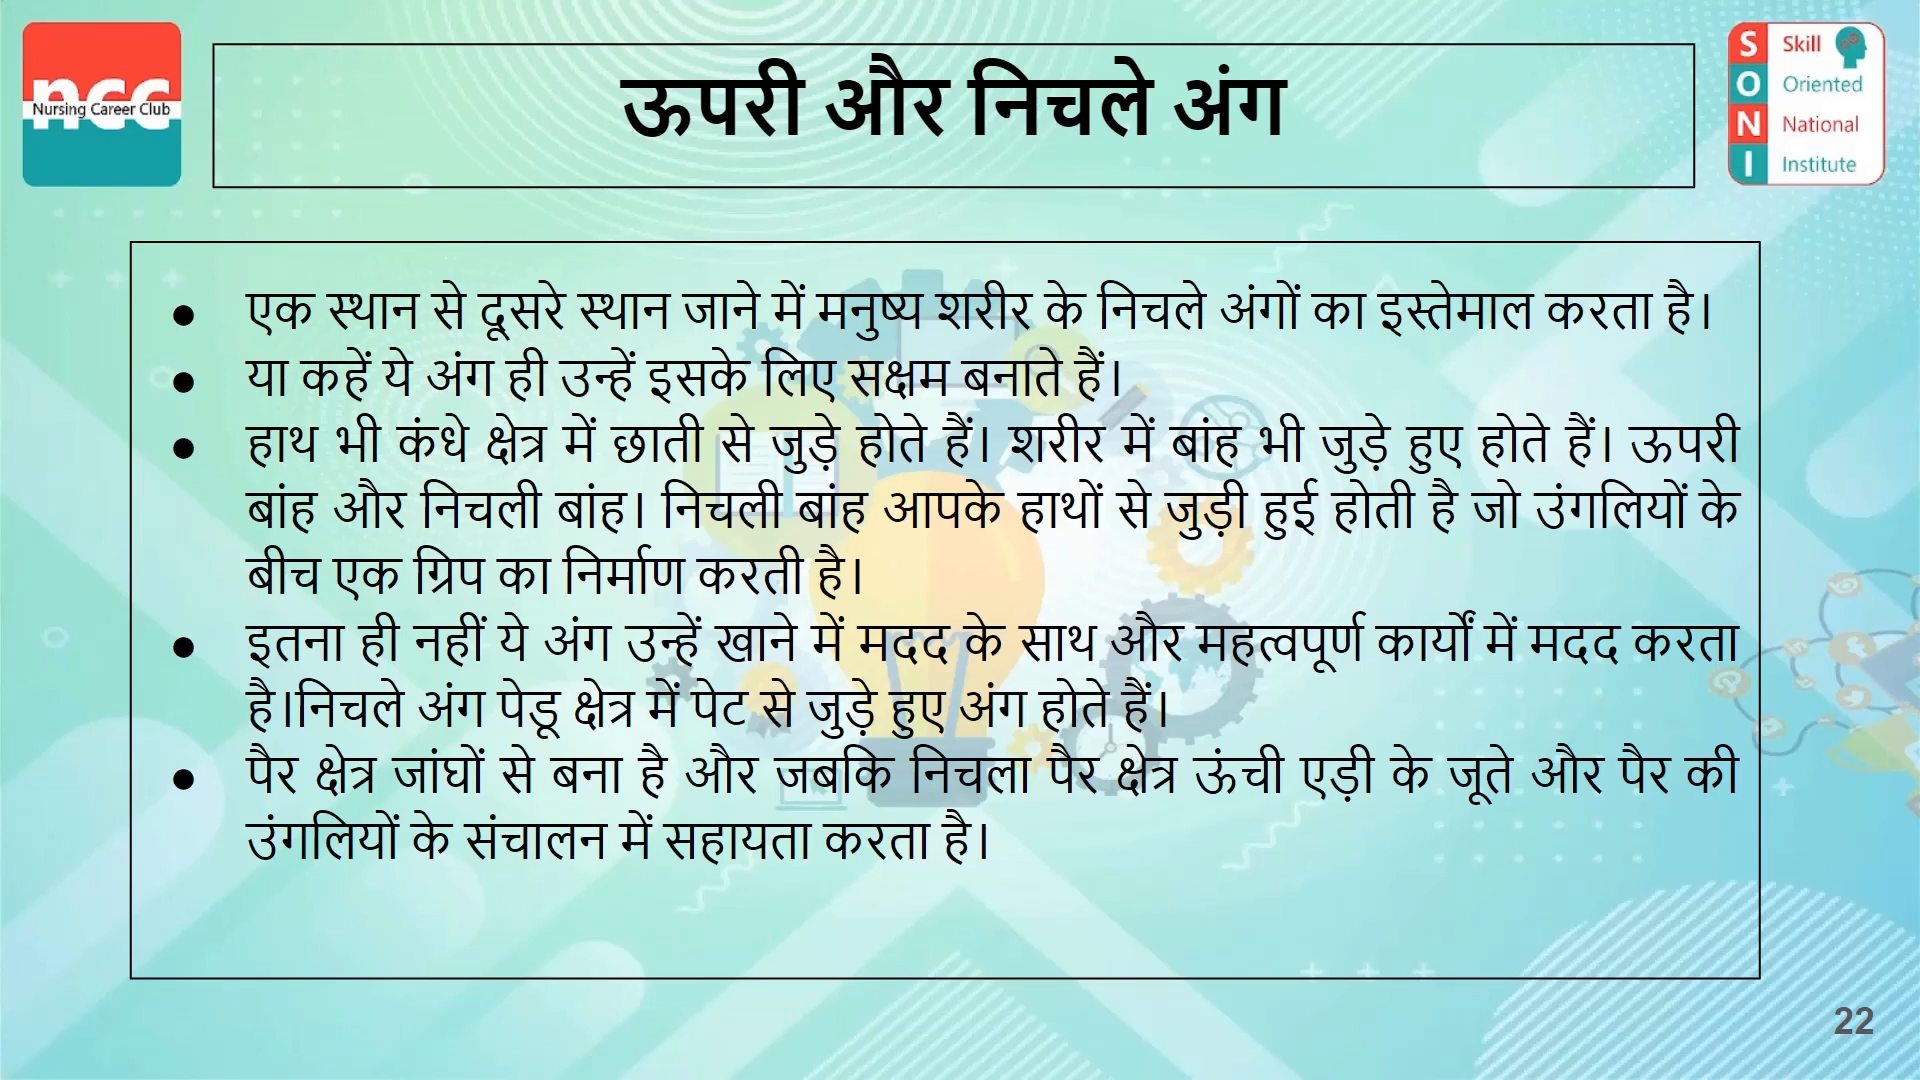 ncc
Nursing Career Club
ऊपरी और निचले अंग
S Skill
O Oriented
N National
I Institute
● एक स्थान से दूसरे स्थान जाने में मनुष्य शरीर के निचले अंगों का इस्तेमाल करता है।
● या कहें ये अंग ही उन्हें इसके लिए सक्षम बनाते हैं।
● हाथ भी कंधे क्षेत्र में छाती से जुड़े होते हैं। शरीर में बांह भी जुड़े हुए होते हैं। ऊपरी
बांह और निचली बांह। निचली बांह आपके हाथों से जुड़ी हुई होती है जो उंगलियों के
बीच एक ग्रिप का निर्माण करती है।
● इतना ही नहीं ये अंग उन्हें खाने में मदद के साथ और महत्वपूर्ण कार्यों में मदद करता
है।निचले अंग पेडू क्षेत्र में पेट से जुड़े हुए अंग होते हैं।
● पैर क्षेत्र जांघों से बना है और जबकि निचला पैर क्षेत्र ऊंची एड़ी के जूते और पैर की
उंगलियों के संचालन में सहायता करता है।
22